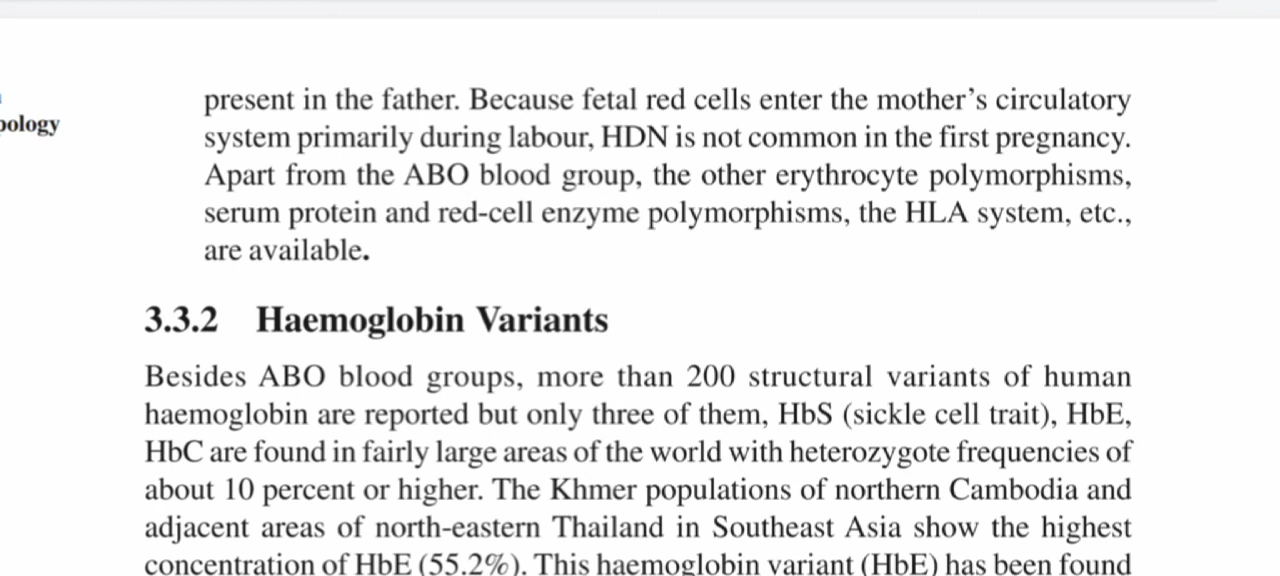 present in the father. Because fetal red cells enter the mother’s circulatory
pology
system primarily during labour, HDN is not common in the first pregnancy.
Apart from the ABO blood group, the other erythrocyte polymorphisms,
serum protein and red-cell enzyme polymorphisms, the HLA system, etc.,
are available.
3.3.2 Haemoglobin Variants
Besides ABO blood groups, more than 200 structural variants of human
haemoglobin are reported but only three of them, HbS (sickle cell trait), HbE,
HbC are found in fairly large areas of the world with heterozygote frequencies of
about 10 percent or higher. The Khmer populations of northern Cambodia and
adjacent areas of north-eastern Thailand in Southeast Asia show the highest
concentration of HbE (55.2%). This haemoglobin variant (HbE) has been found